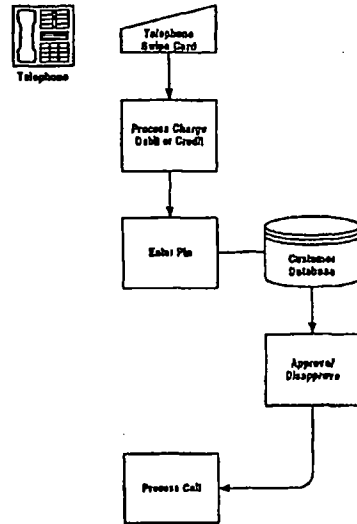 Telephone
Telephone
Swipe Card
Process Charge
Debit or Credit
Enter Pin
Customer
Database
Approve/
Disapprove
Process Call